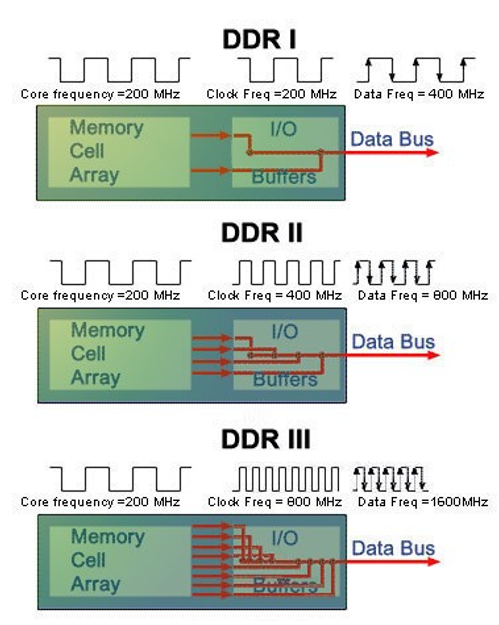 DDR I
Core frequency =200 MHz Clock Freq =200 MHz Data Freq = 400 MHz
Memory I/O
Cell Data Bus
Array Buffers
DDR II
Core frequency =200 MHz Clock Freq = 400 MHz Data Freq = 800 MHz
Memory I/O
Cell Data Bus
Array Buffers
DDR III
Core frequency =200 MHz Clock Freq = 800 MHz Data Freq =1600MHz
Memory I/O
Cell Data Bus
Array Buffers